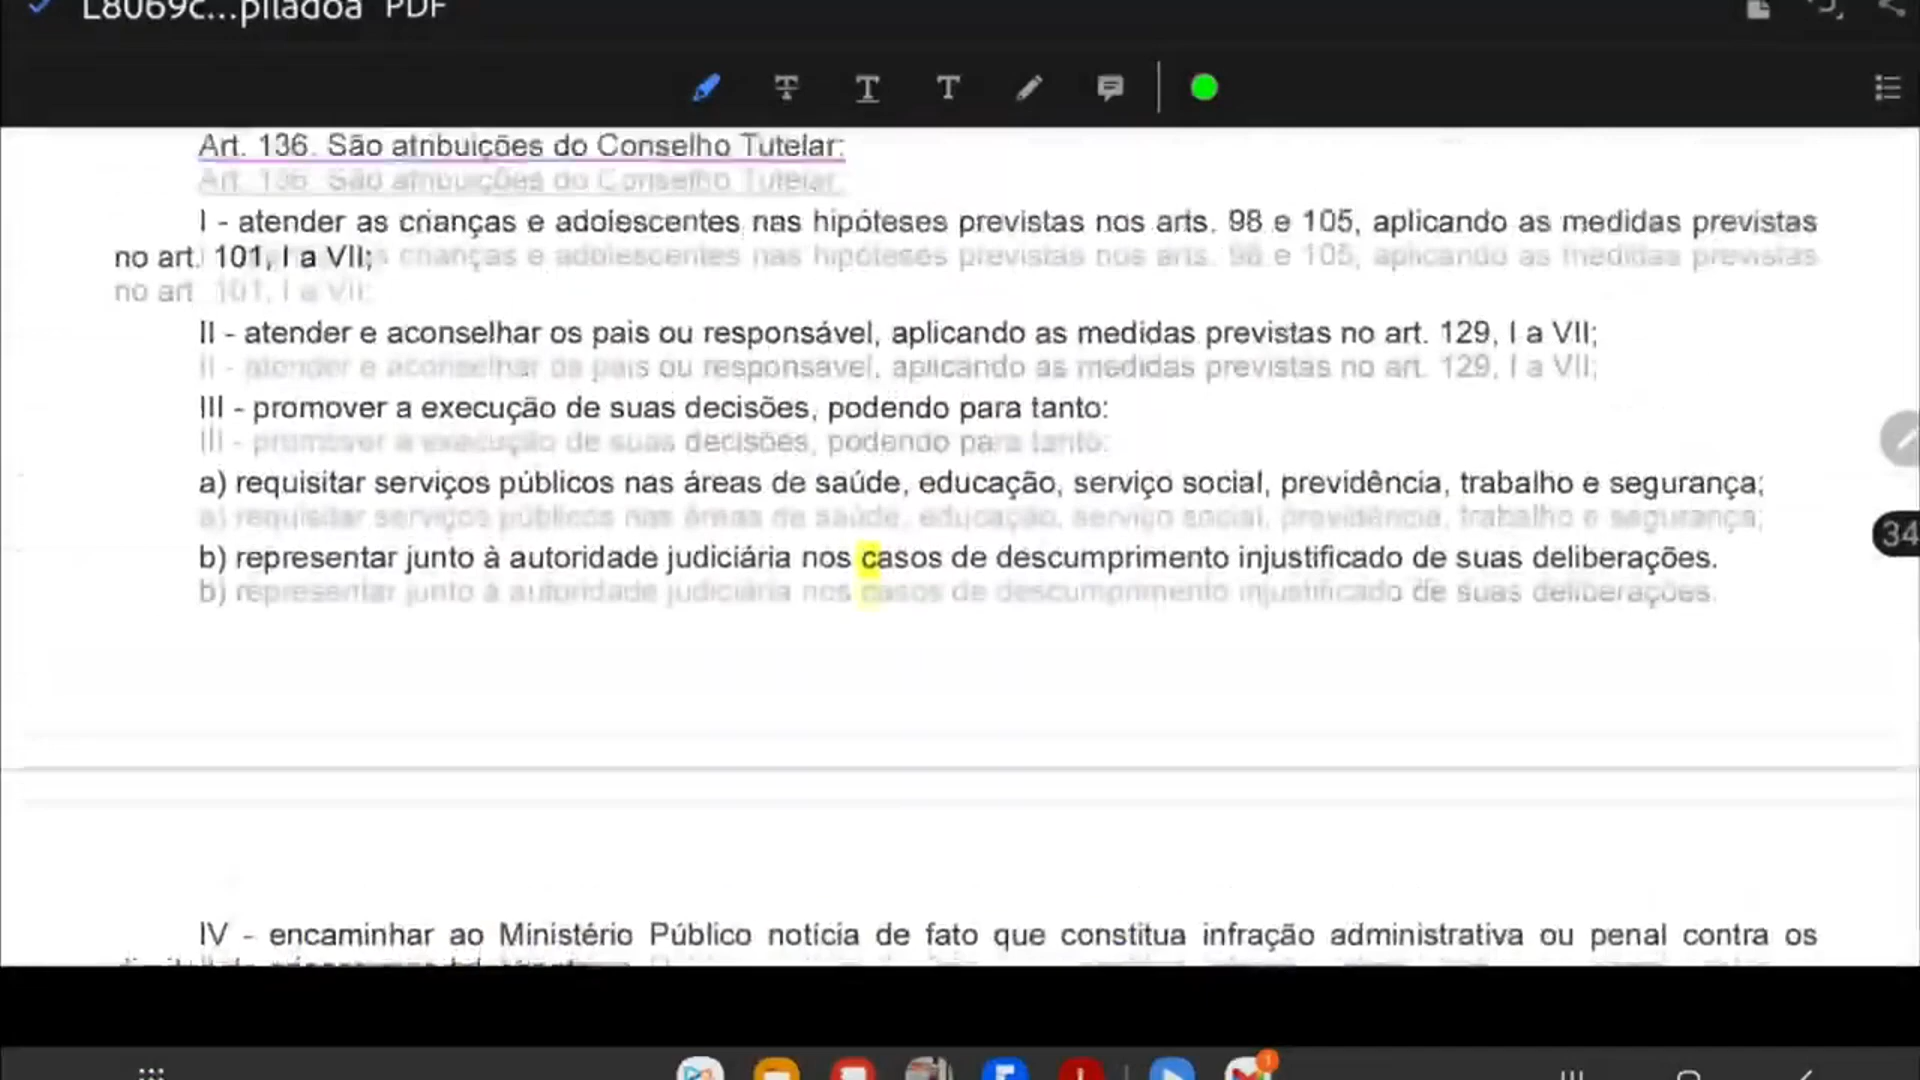 L8069c...piladoa PDF
Art. 136. São atribuições do Conselho Tutelar:
I - atender as crianças e adolescentes nas hipóteses previstas nos arts. 98 e 105, aplicando as medidas previstas
no art. 101, I a VII;
II - atender e aconselhar os pais ou responsável, aplicando as medidas previstas no art. 129, I a VII;
III - promover a execução de suas decisões, podendo para tanto:
a) requisitar serviços públicos nas áreas de saúde, educação, serviço social, previdência, trabalho e segurança;
34
b) representar junto à autoridade judiciária nos casos de descumprimento injustificado de suas deliberações.
IV - encaminhar ao Ministério Público notícia de fato que constitua infração administrativa ou penal contra os